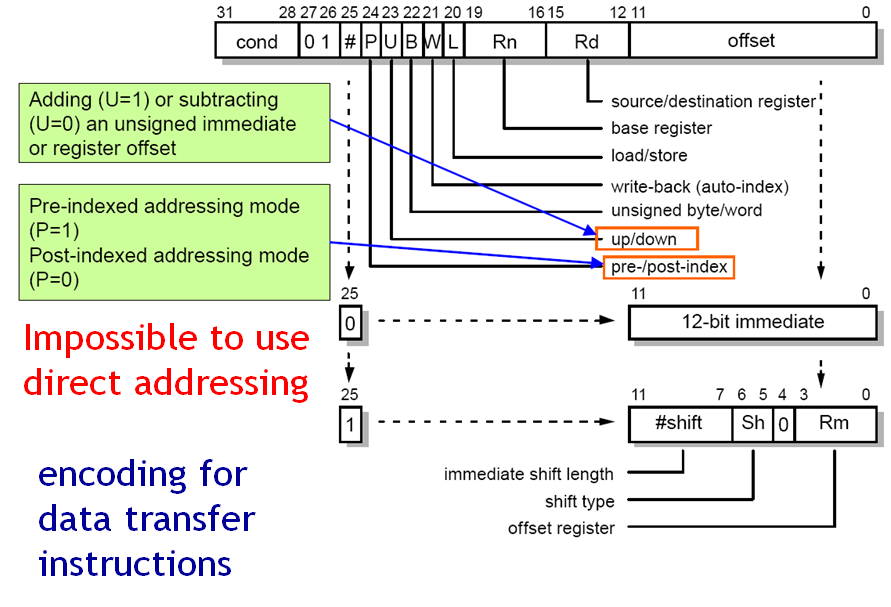 31 28 27 26 25 24 23 22 21 20 19 16 15 12 11 0
cond 0 1 # P U B W L Rn Rd offset
Adding (U=1) or subtracting
(U=0) an unsigned immediate
or register offset
source/destination register
base register
load/store
write-back (auto-index)
unsigned byte/word
up/down
pre-/post-index
Pre-indexed addressing mode
(P=1)
Post-indexed addressing mode
(P=0)
25 11 0
0 12-bit immediate
Impossible to use
direct addressing
25 11 7 6 5 4 3 0
1 #shift Sh 0 Rm
immediate shift length
shift type
offset register
encoding for
data transfer
instructions